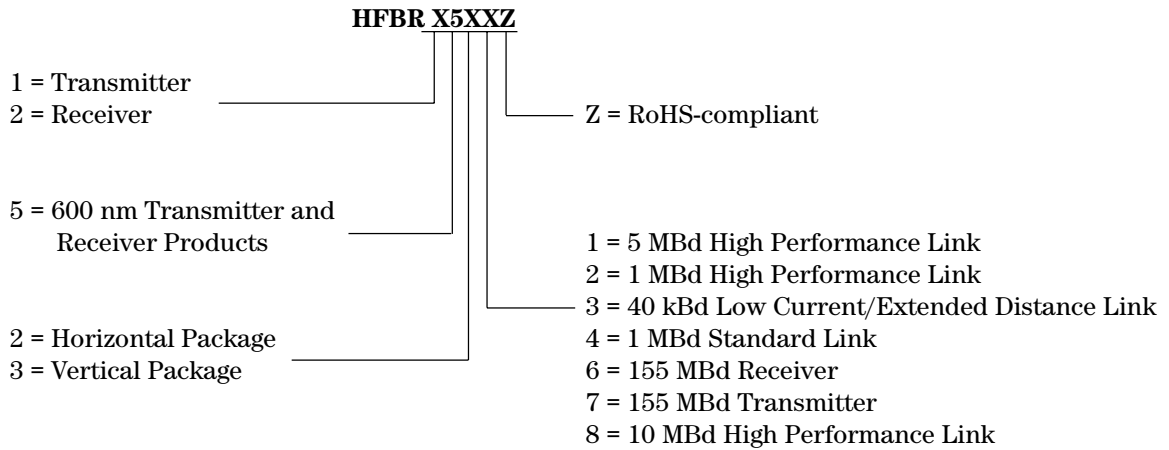 HFBR X5XXZ
1 = Transmitter
2 = Receiver
Z = RoHS-compliant
5 = 600 nm Transmitter and
Receiver Products
1 = 5 MBd High Performance Link
2 = 1 MBd High Performance Link
3 = 40 kBd Low Current/Extended Distance Link
4 = 1 MBd Standard Link
6 = 155 MBd Receiver
7 = 155 MBd Transmitter
8 = 10 MBd High Performance Link
2 = Horizontal Package
3 = Vertical Package